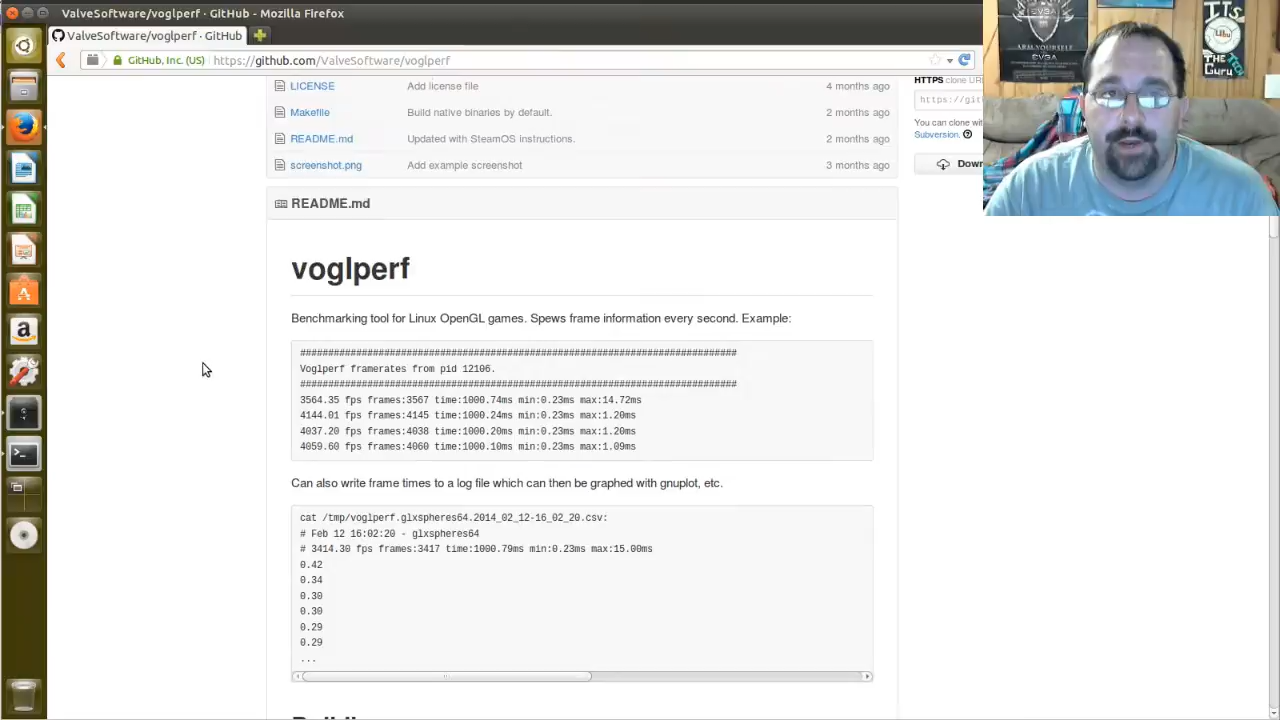 ValveSoftware/voglperf · GitHub - Mozilla Firefox
ValveSoftware/voglperf · GitHub
GitHub, Inc. (US)
https://github.com/ValveSoftware/voglperf
LICENSE Add license file 4 months ago
HTTPS clone
Makefile Build native binaries by default. 2 months ago
You can clone
Subversion.
README.md Updated with SteamOS instructions. 2 months ago
screenshot.png Add example screenshot 3 months ago
README.md
voglperf
Benchmarking tool for Linux OpenGL games. Spews frame information every second. Example:
##############################################################################
Voglperf framerates from pid 12106.
##############################################################################
3564.35 fps frames:3567 time:1000.74ms min:0.23ms max:14.72ms
4144.01 fps frames:4145 time:1000.24ms min:0.23ms max:1.20ms
4037.20 fps frames:4038 time:1000.20ms min:0.23ms max:1.20ms
4059.60 fps frames:4060 time:1000.10ms min:0.23ms max:1.09ms
Can also write frame times to a log file which can then be graphed with gnuplot, etc.
cat /tmp/voglperf.glxspheres64.2014_02_12-16_02_20.csv:
# Feb 12 16:02:20 - glxspheres64
# 3414.30 fps frames:3417 time:1000.79ms min:0.23ms max:15.00ms
0.42
0.34
0.30
0.30
0.29
0.29
...
EVGA
ARM YOURSELF
EVGA
ITS
THE
GURU